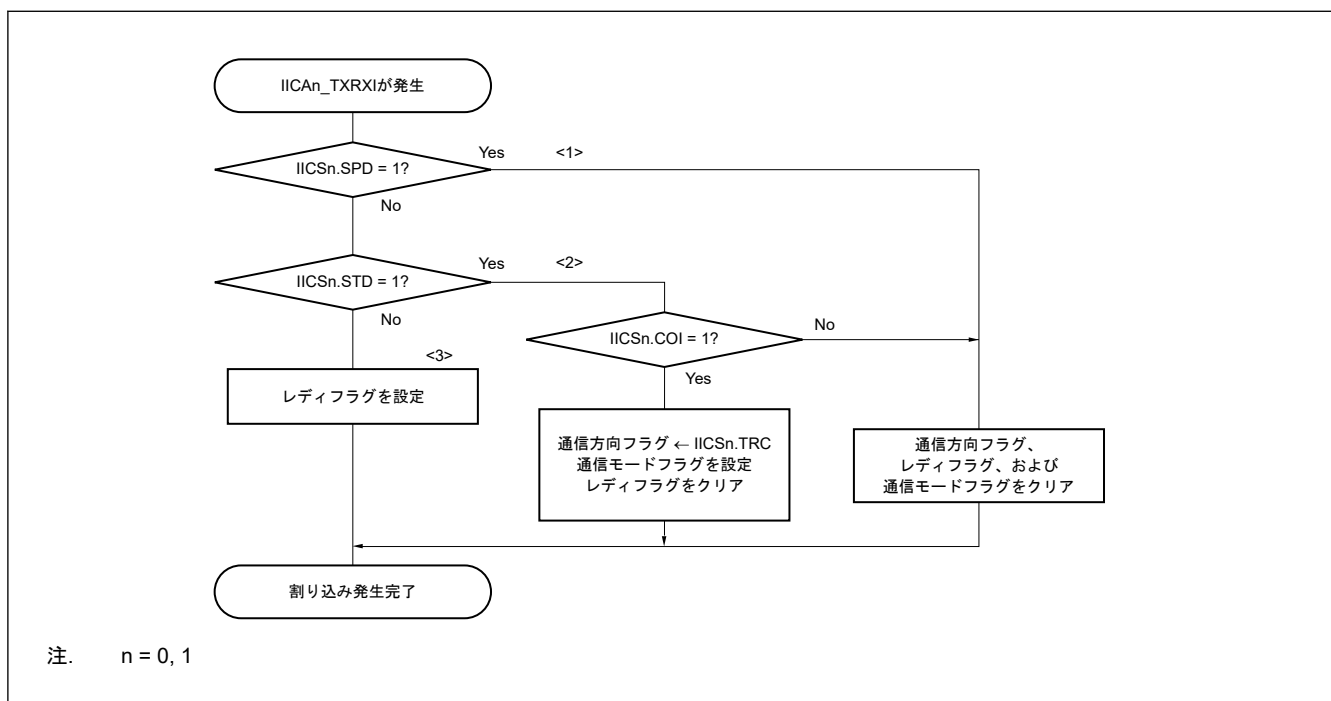 IICAn_TXRXIが発生
IICSn.SPD = 1?
Yes
<1>
No
IICSn.STD = 1?
Yes
<2>
No
IICSn.COI = 1?
No
Yes
<3>
レディフラグを設定
通信方向フラグ ← IICSn.TRC
通信モードフラグを設定
レディフラグをクリア
通信方向フラグ、
レディフラグ、および
通信モードフラグをクリア
割り込み発生完了
注. n = 0, 1